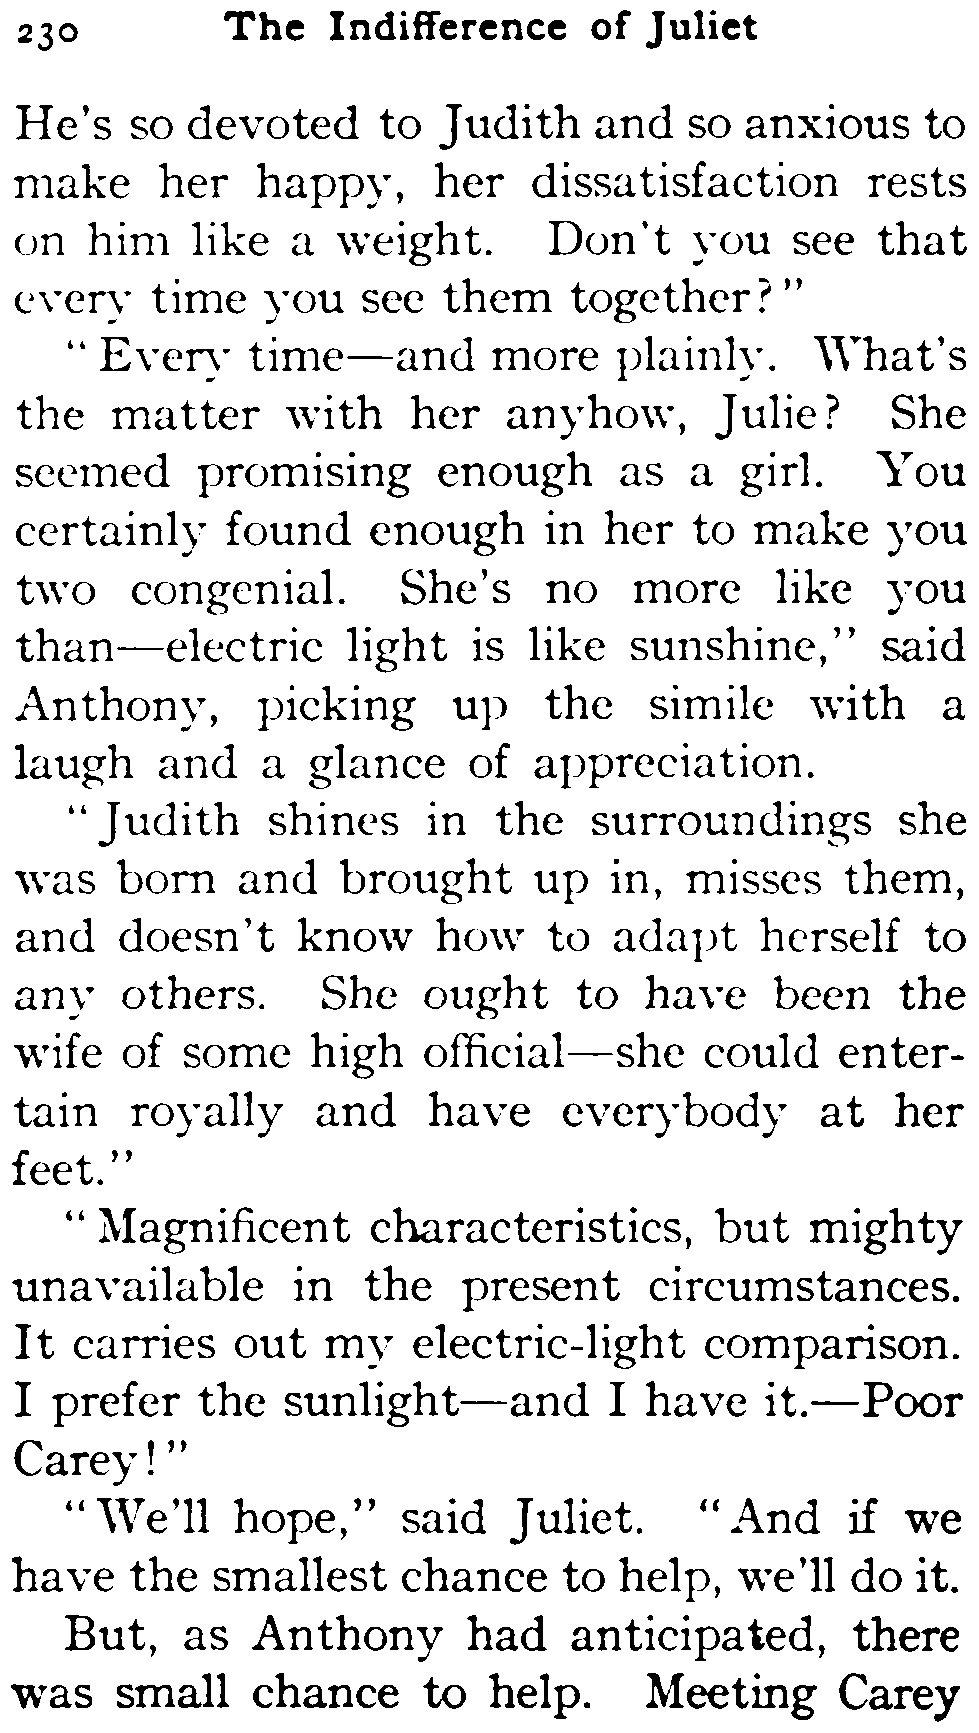 230 The Indifference of Juliet
He's so devoted to Judith and so anxious to
make her happy, her dissatisfaction rests
on him like a weight. Don't you see that
every time you see them together?"
"Every time—and more plainly. What's
the matter with her anyhow, Julie? She
seemed promising enough as a girl. You
certainly found enough in her to make you
two congenial. She's no more like you
than—electric light is like sunshine," said
Anthony, picking up the simile with a
laugh and a glance of appreciation.
"Judith shines in the surroundings she
was born and brought up in, misses them,
and doesn't know how to adapt herself to
any others. She ought to have been the
wife of some high official—she could enter-
tain royally and have everybody at her
feet."
"Magnificent characteristics, but mighty
unavailable in the present circumstances.
It carries out my electric-light comparison.
I prefer the sunlight—and I have it.—Poor
Carey!"
"We'll hope," said Juliet. "And if we
have the smallest chance to help, we'll do it.
But, as Anthony had anticipated, there
was small chance to help. Meeting Carey